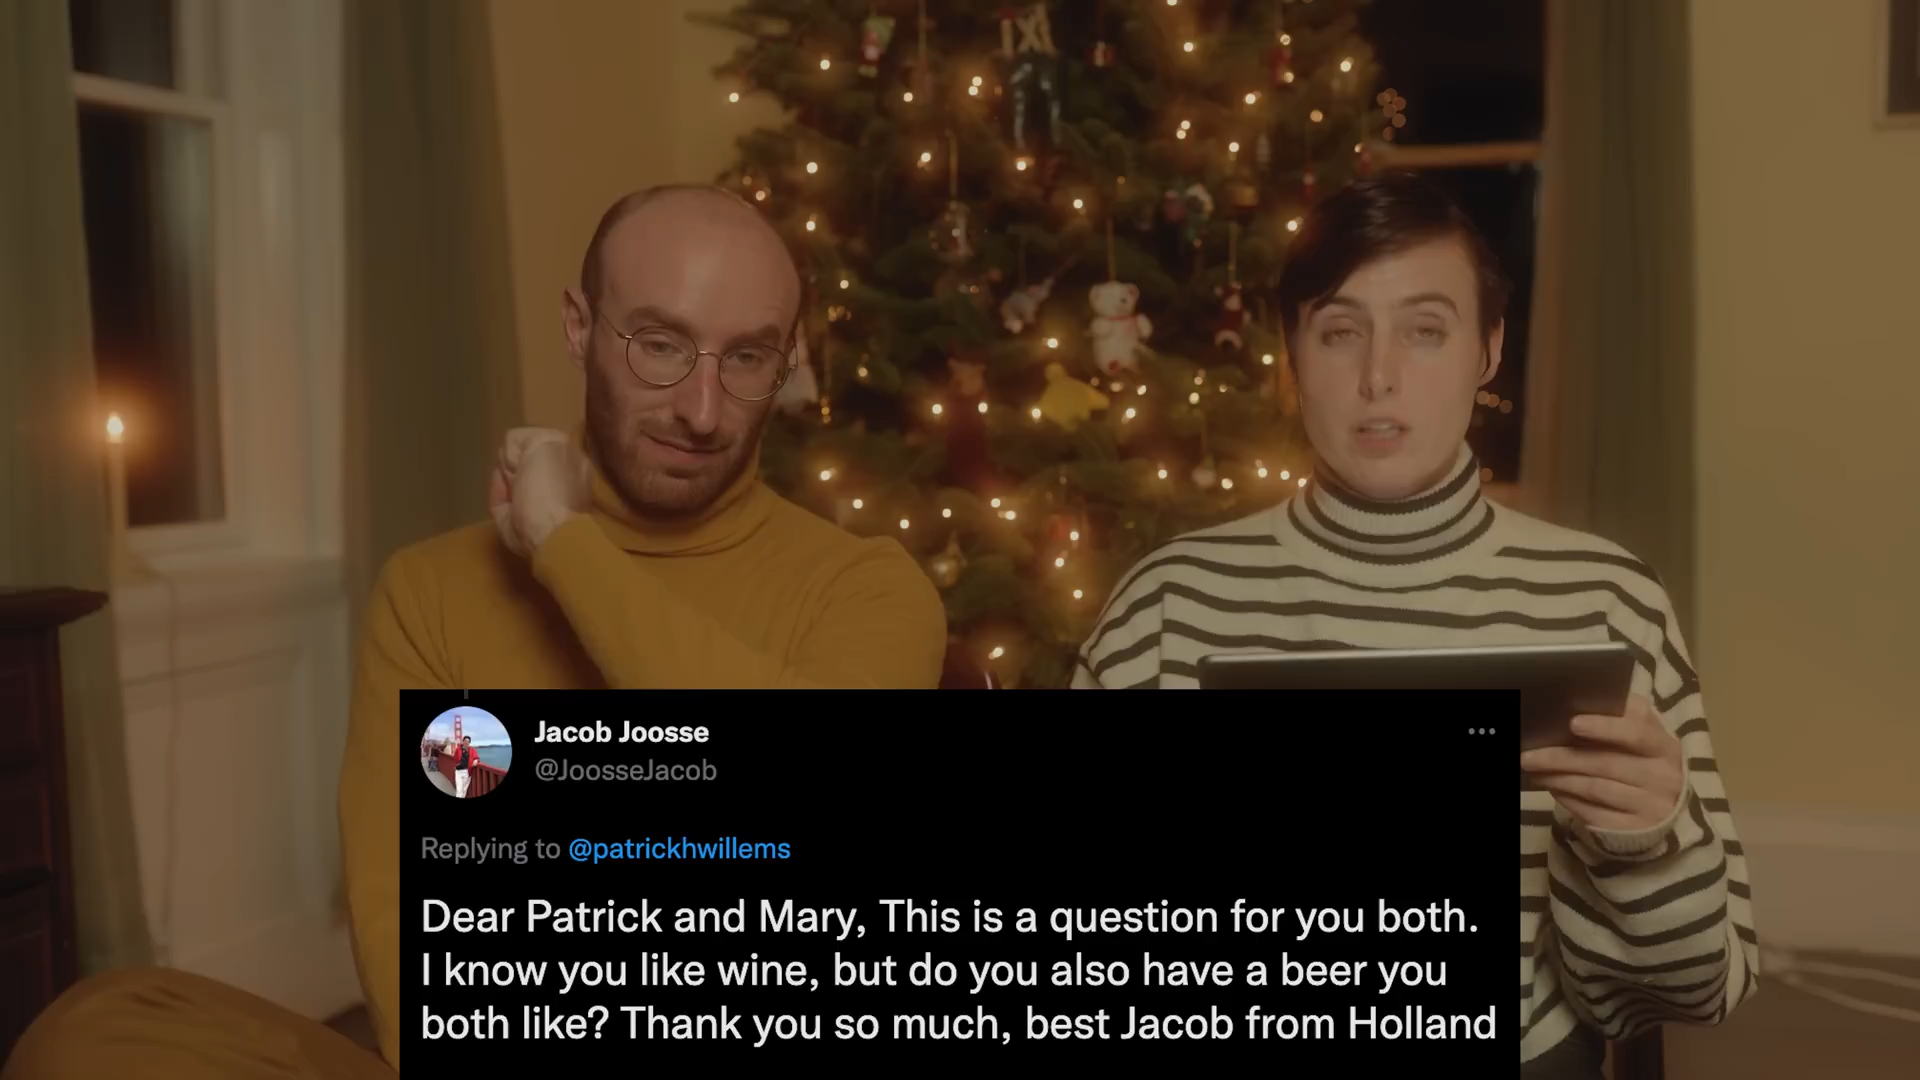 Jacob Joosse
@JoosseJacob
Replying to @patrickhwillems
Dear Patrick and Mary, This is a question for you both.
I know you like wine, but do you also have a beer you
both like? Thank you so much, best Jacob from Holland